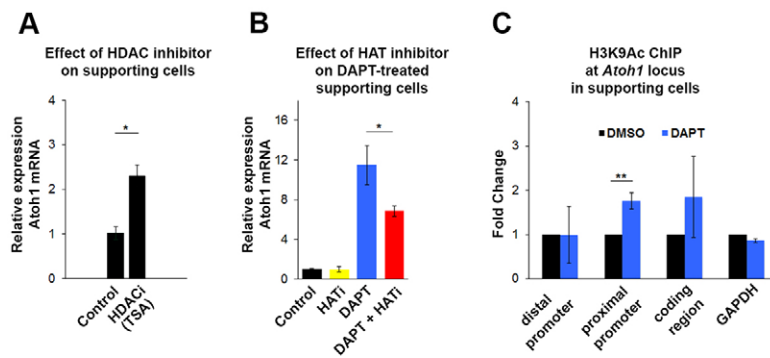 A
Effect of HDAC inhibitor
on supporting cells
Relative expression
Atoh1 mRNA
4
3
2
1
0
*
Control
HDACi
(TSA)
B
Effect of HAT inhibitor
on DAPT-treated
supporting cells
Relative expression
Atoh1 mRNA
16
12
8
4
0
*
Control
HATi
DAPT
DAPT + HATi
C
H3K9Ac ChIP
at Atoh1 locus
in supporting cells
Fold Change
4
3
2
1
0
DMSO DAPT
**
distal
promoter
proximal
promoter
coding
region
GAPDH